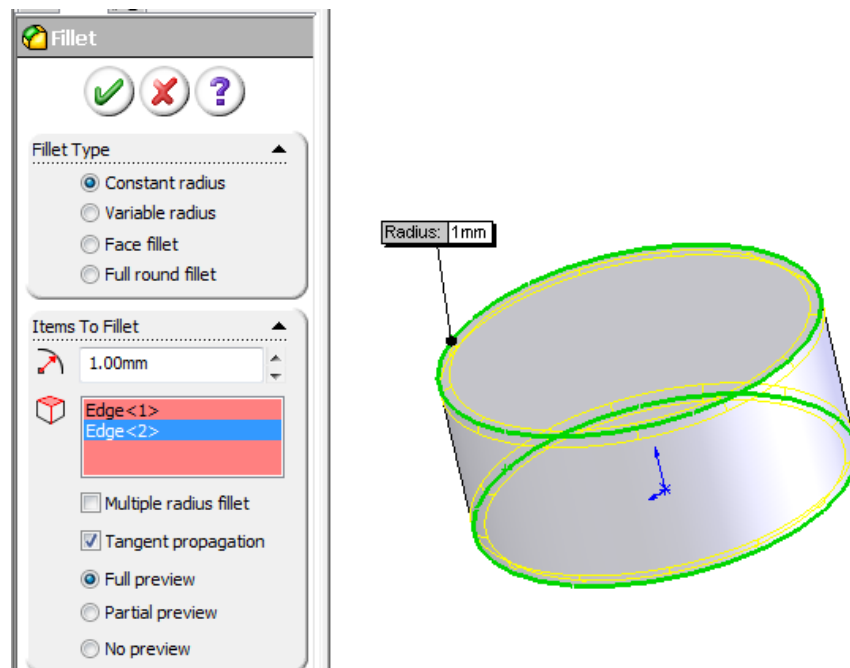 Fillet
?
Fillet Type
Constant radius
Variable radius
Face fillet
Full round fillet
Items To Fillet
1.00mm
Edge<1>
Edge<2>
Multiple radius fillet
Tangent propagation
Full preview
Partial preview
No preview
Radius: 1mm